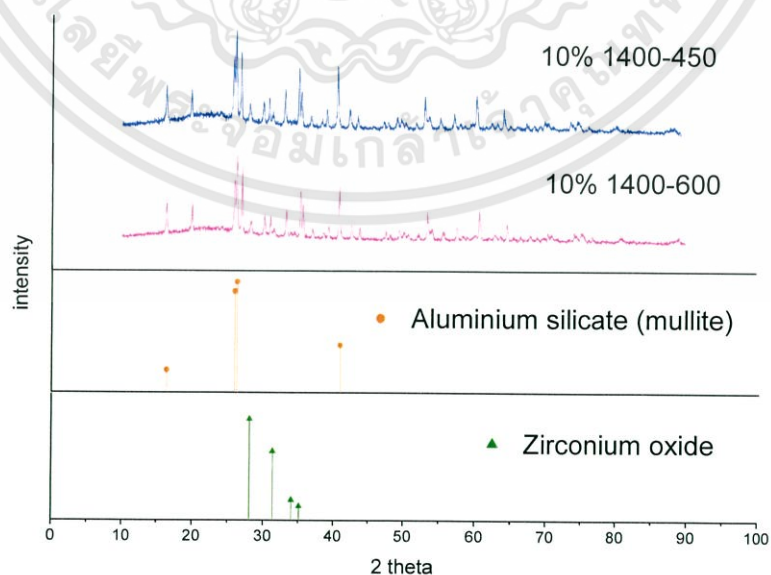 10% 1400-450
10% 1400-600
intensity
Aluminium silicate (mullite)
Zirconium oxide
0 10 20 30 40 50 60 70 80 90 100
2 theta